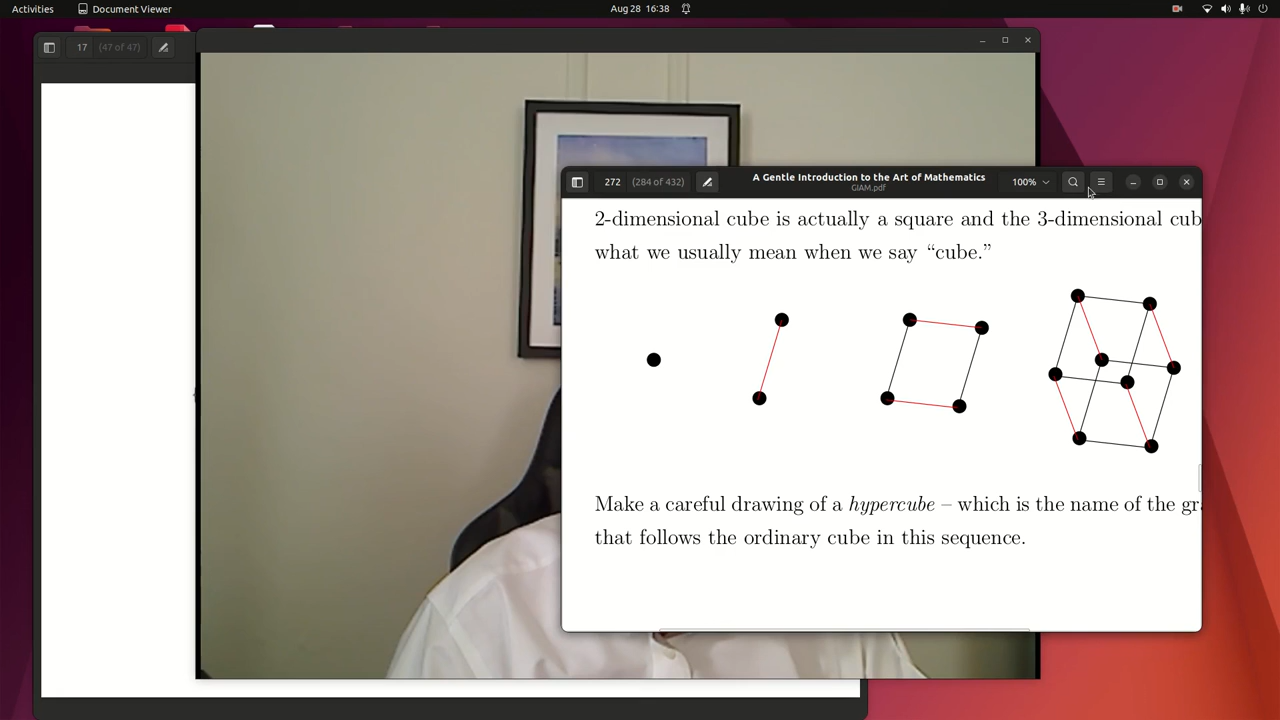 Activities
Document Viewer
Aug 28 16:38
17 (47 of 47)
272 (284 of 432)
A Gentle Introduction to the Art of Mathematics
GIAM.pdf
100%
2-dimensional cube is actually a square and the 3-dimensional cub
what we usually mean when we say “cube.”
Make a careful drawing of a hypercube – which is the name of the gr
that follows the ordinary cube in this sequence.